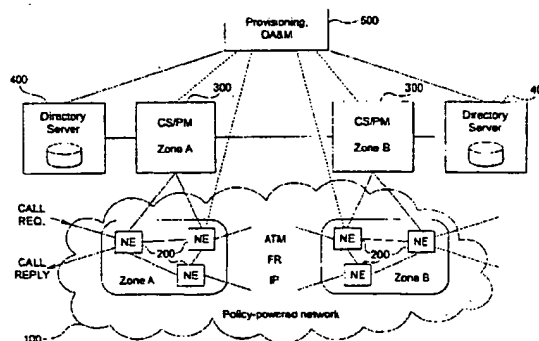 Provisioning,
OA&M
500
400
300
300
40
Directory
Server
CS/PM
Zone A
CS/PM
Zone B
Directory
Server
CALL
REQ.
CALL
REPLY
NE
200
NE
NE
Zone A
ATM
FR
IP
NE
200
NE
NE
Zone B
Policy-powered network
100